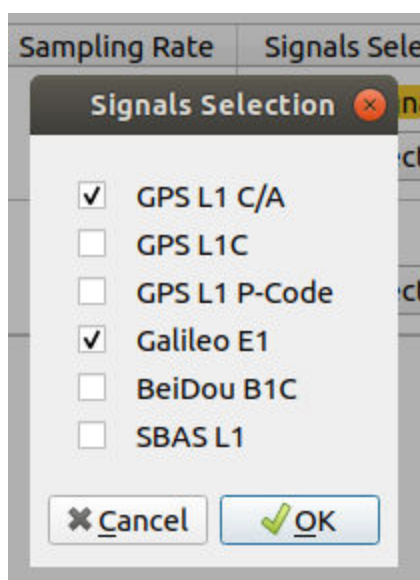 Sampling Rate Signals Sele
Signals Selection
GPS L1 C/A
GPS L1C
GPS L1 P-Code
Galileo E1
BeiDou B1C
SBAS L1
Cancel OK